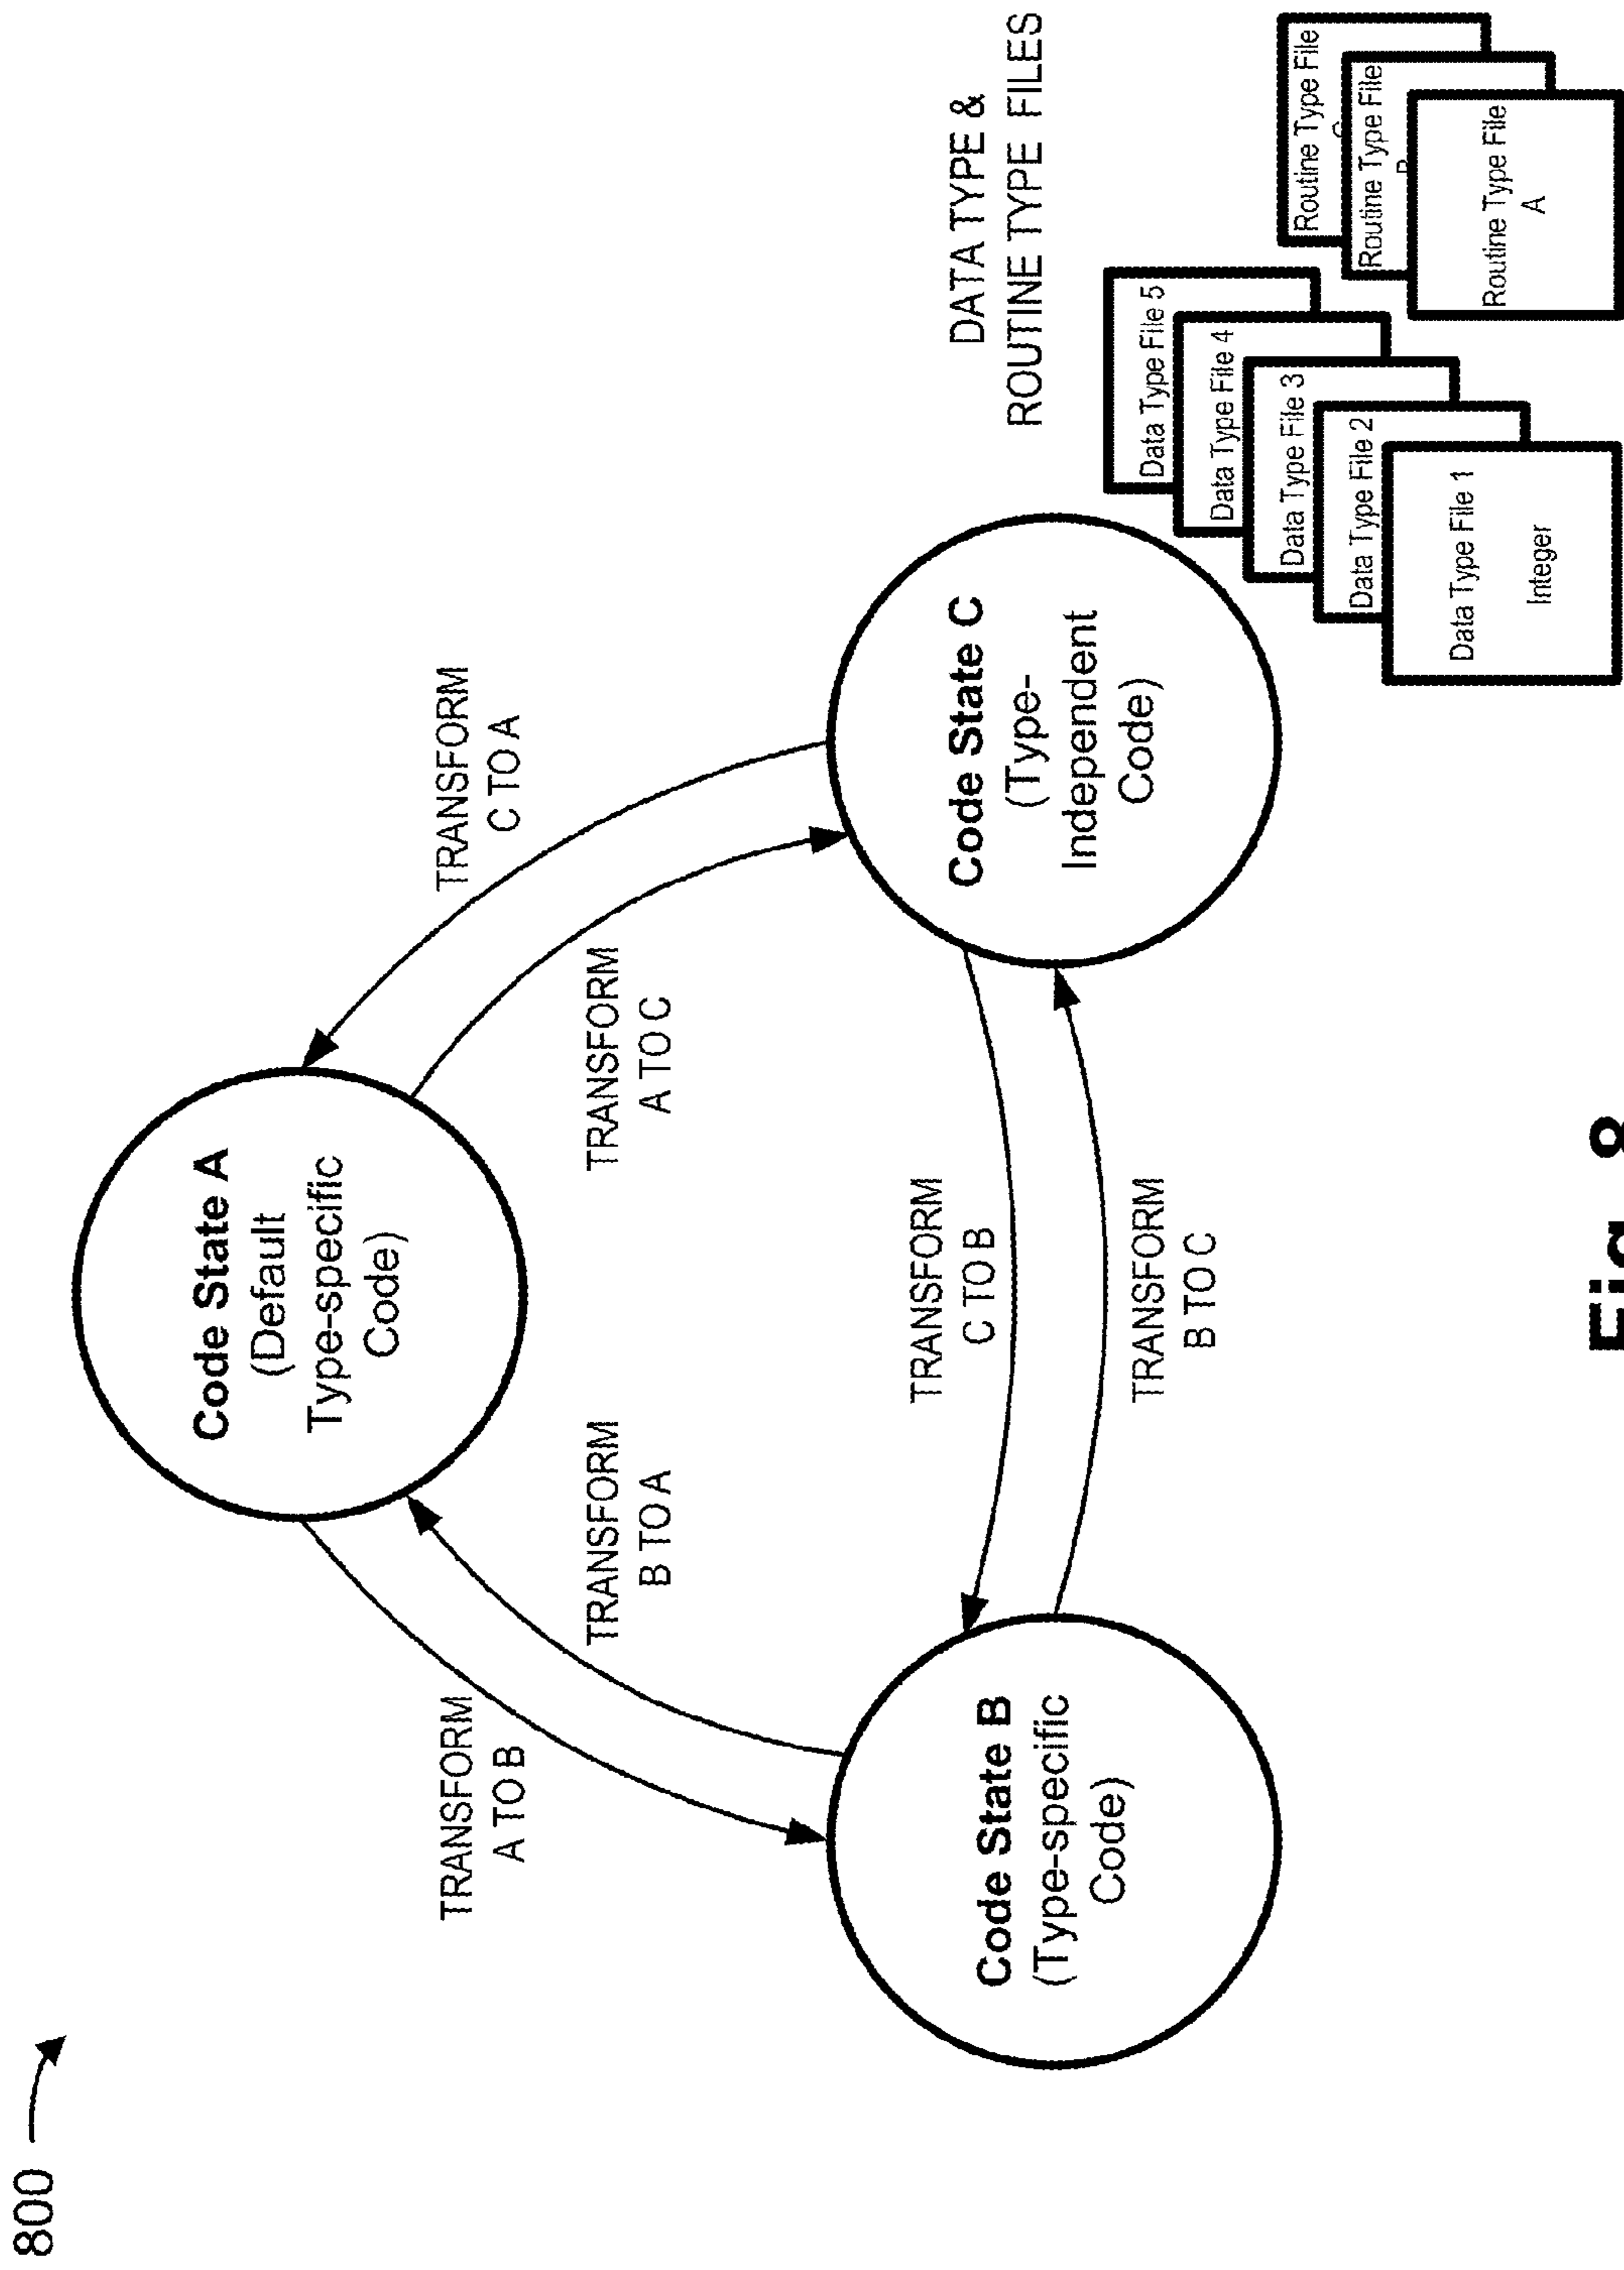 800
Code State A
(Default
Type-specific
Code)
TRANSFORM
A TO B
TRANSFORM
B TO A
TRANSFORM
A TO C
TRANSFORM
C TO A
Code State B
(Type-specific
Code)
TRANSFORM
C TO B
TRANSFORM
B TO C
Code State C
(Type-
Independent
Code)
DATA TYPE &
ROUTINE TYPE FILES
Data Type File 5
Data Type File 4
Data Type File 3
Data Type File 2
Data Type File 1
Integer
Routine Type File
Routine Type File
Routine Type File
A
Fig. 8